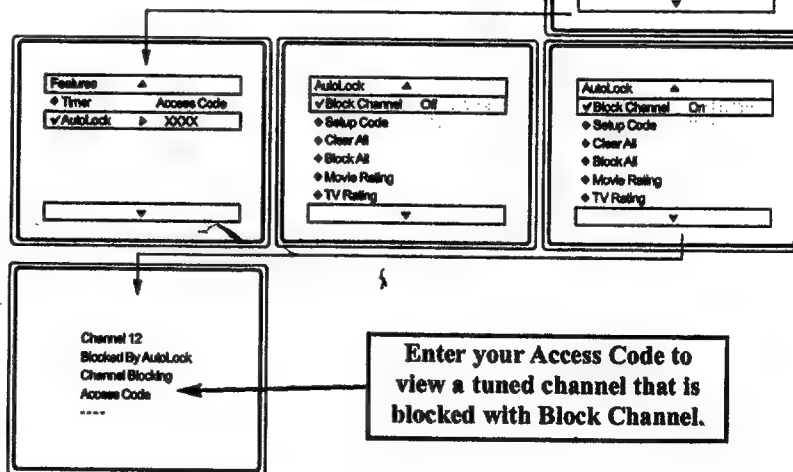 Features
Timer Access Code
AutoLock XXXX
AutoLock
Block Channel Off
Setup Code
Clear All
Block All
Movie Rating
TV Rating
AutoLock
Block Channel On
Setup Code
Clear All
Block All
Movie Rating
TV Rating
Channel 12
Blocked By AutoLock
Channel Blocking
Access Code
----
Enter your Access Code to
view a tuned channel that is
blocked with Block Channel.